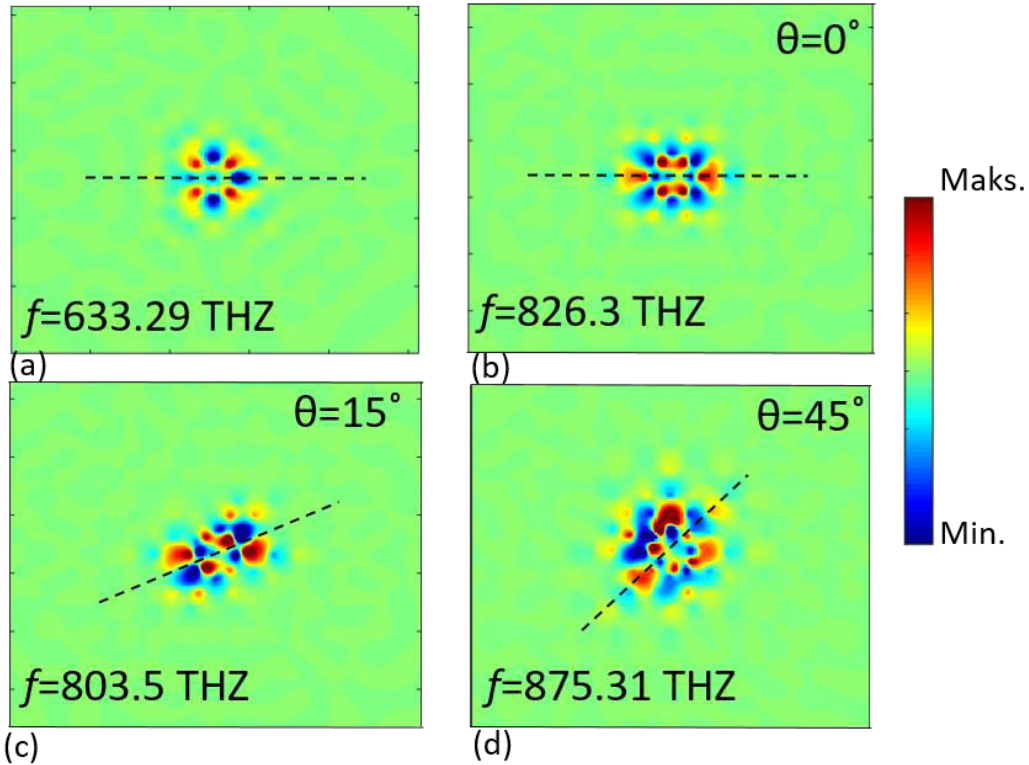 θ=0°
f=633.29 THZ
f=826.3 THZ
(a)
(b)
θ=15°
θ=45°
f=803.5 THZ
f=875.31 THZ
(c)
(d)
Maks.
Min.